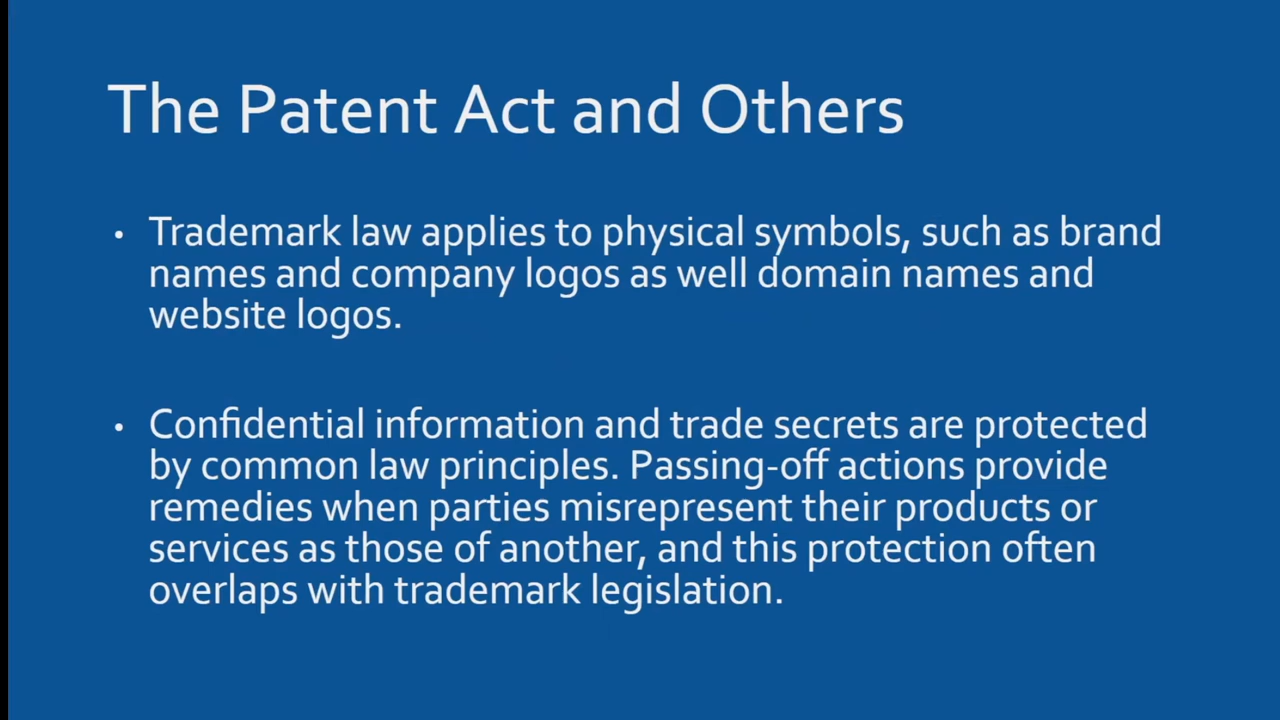 The Patent Act and Others
• Trademark law applies to physical symbols, such as brand
names and company logos as well domain names and
website logos.
• Confidential information and trade secrets are protected
by common law principles. Passing-off actions provide
remedies when parties misrepresent their products or
services as those of another, and this protection often
overlaps with trademark legislation.